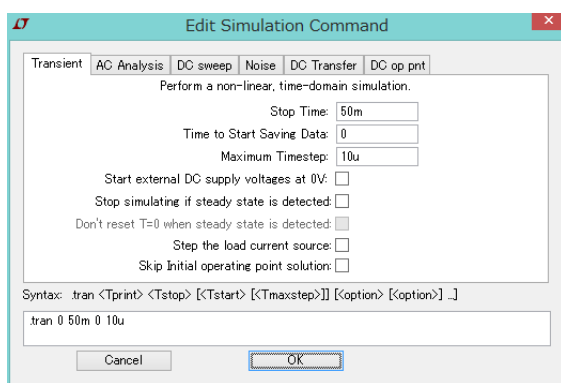 Edit Simulation Command
Transient AC Analysis DC sweep Noise DC Transfer DC op pnt
Perform a non-linear, time-domain simulation.
Stop Time: 50m
Time to Start Saving Data: 0
Maximum Timestep: 10u
Start external DC supply voltages at 0V:
Stop simulating if steady state is detected:
Don't reset T=0 when steady state is detected:
Step the load current source:
Skip Initial operating point solution:
Syntax: .tran <Tprint> <Tstop> [<Tstart> [<Tmaxstep>]] [<option> [<option>] ...]
.tran 0 50m 0 10u
Cancel OK